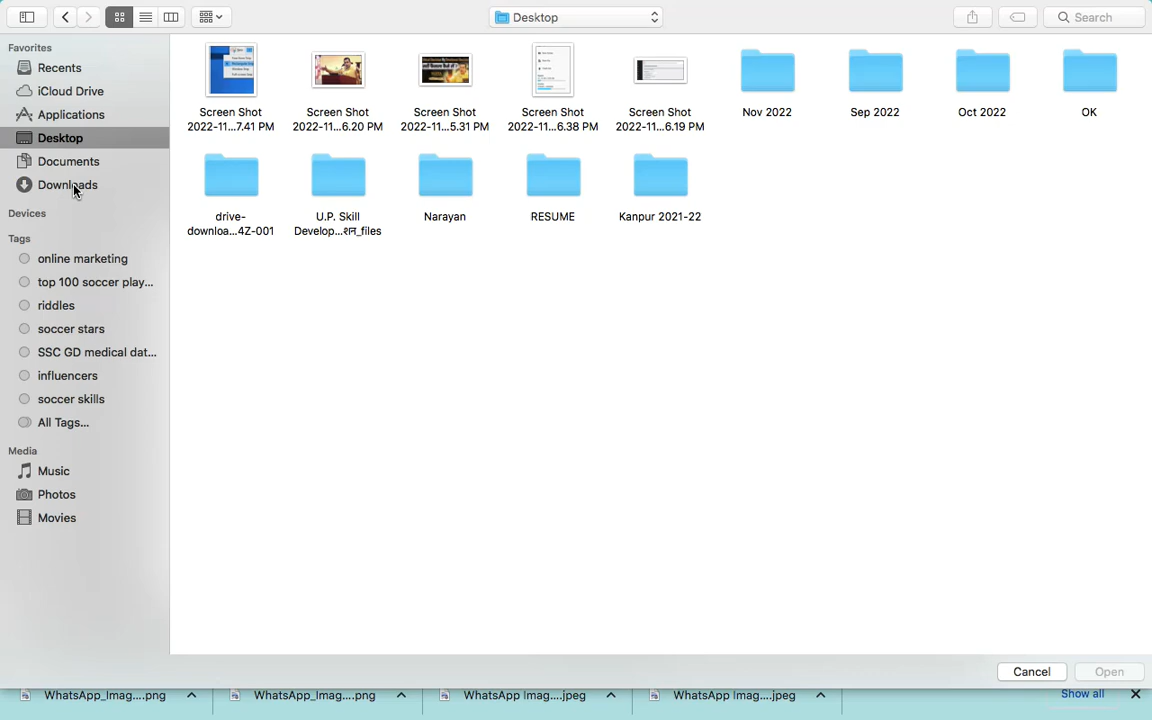 Desktop
Search
Favorites
Recents
iCloud Drive
Applications
Desktop
Documents
Downloads
Devices
Tags
online marketing
top 100 soccer play...
riddles
soccer stars
SSC GD medical dat...
influencers
soccer skills
All Tags...
Media
Music
Photos
Movies
Screen Shot
2022-11...7.41 PM
Screen Shot
2022-11...6.20 PM
Screen Shot
2022-11...5.31 PM
Screen Shot
2022-11...6.38 PM
Screen Shot
2022-11...6.19 PM
Nov 2022
Sep 2022
Oct 2022
OK
drive-
downloa...4Z-001
U.P. Skill
Develop..._files
Narayan
RESUME
Kanpur 2021-22
Cancel
Open
WhatsApp_Imag....png
WhatsApp_Imag....png
WhatsApp Imag....jpeg
WhatsApp Imag....jpeg
Show all